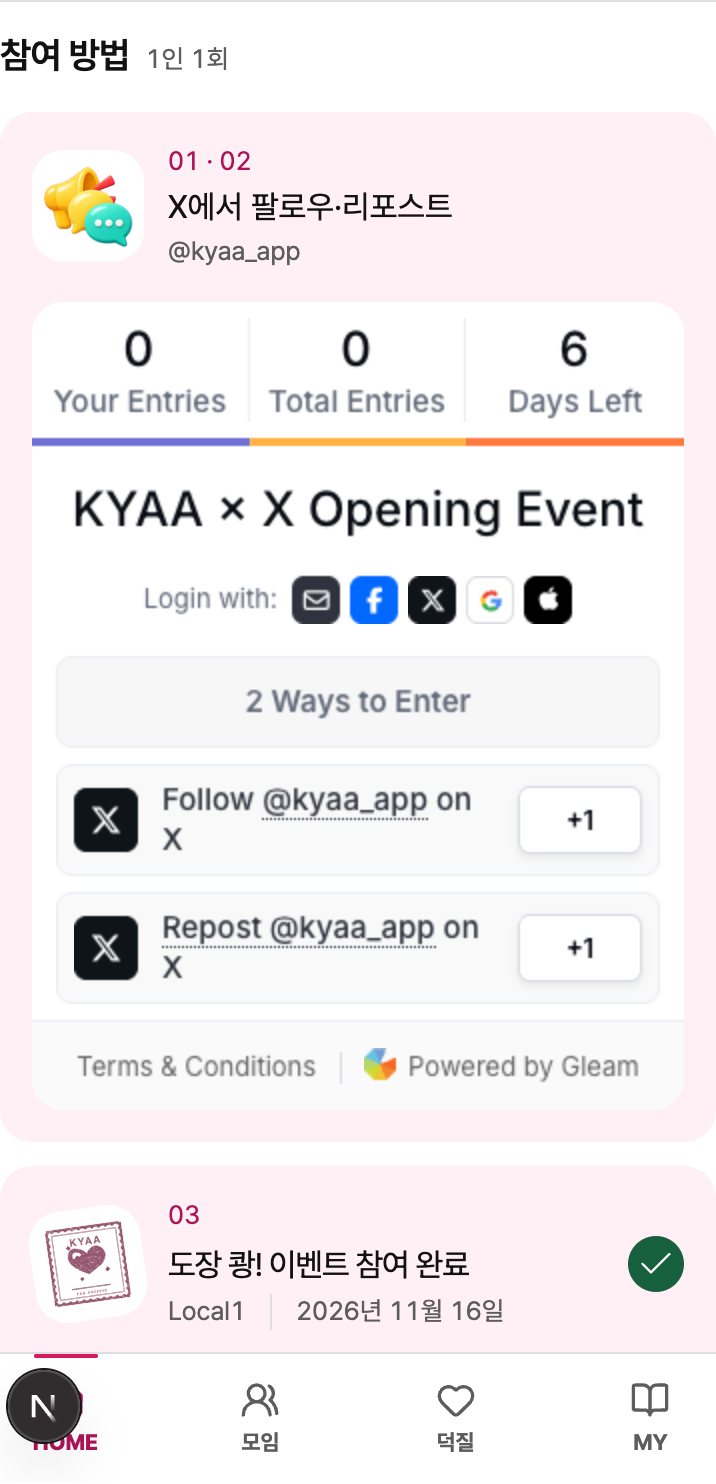 참여 방법 1인 1회
01 · 02
X에서 팔로우·리포스트
@kyaa_app
0 0 6
Your Entries Total Entries Days Left
KYAA × X Opening Event
Login with:
2 Ways to Enter
Follow @kyaa_app on
X
+1
Repost @kyaa_app on
X
+1
Terms & Conditions Powered by Gleam
03
KYAA
도장 쾅! 이벤트 참여 완료
Local1 2026년 11월 16일
HOME 모임 덕질 MY